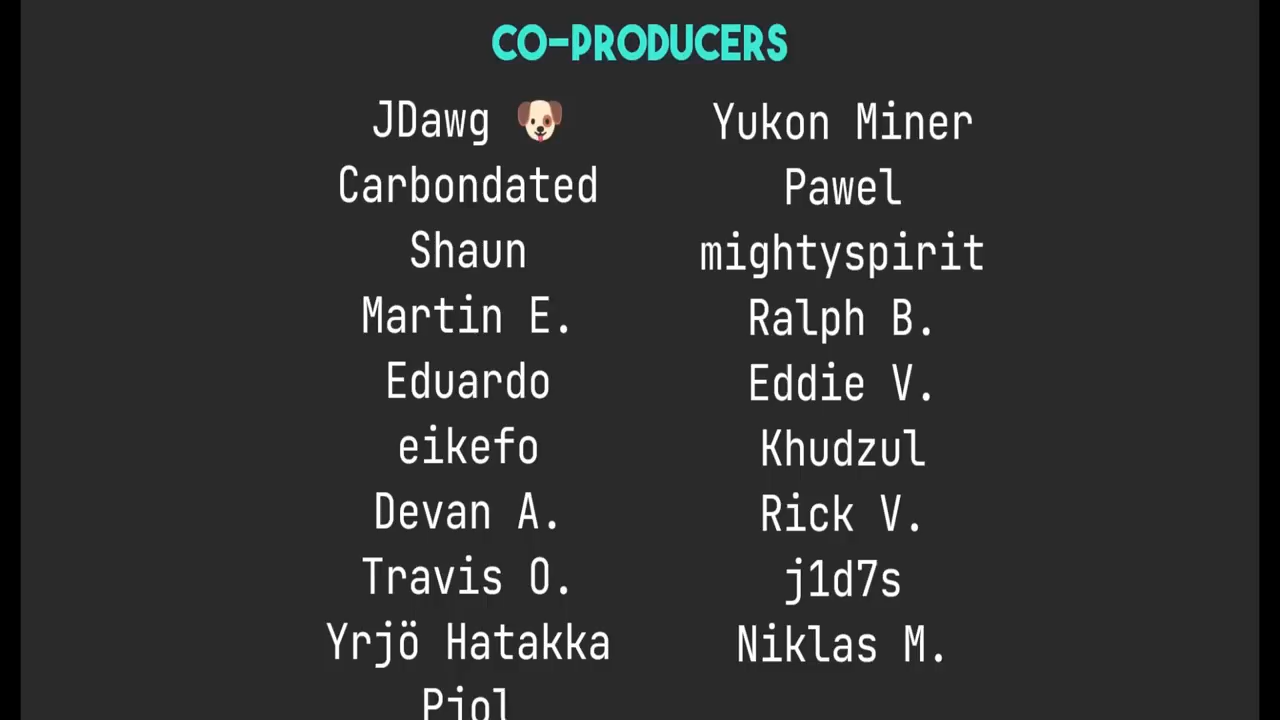 CO-PRODUCERS
JDawg 🐶
Carbondated
Shaun
Martin E.
Eduardo
eikefo
Devan A.
Travis O.
Yrjö Hatakka
Yukon Miner
Pawel
mightyspirit
Ralph B.
Eddie V.
Khudzul
Rick V.
j1d7s
Niklas M.